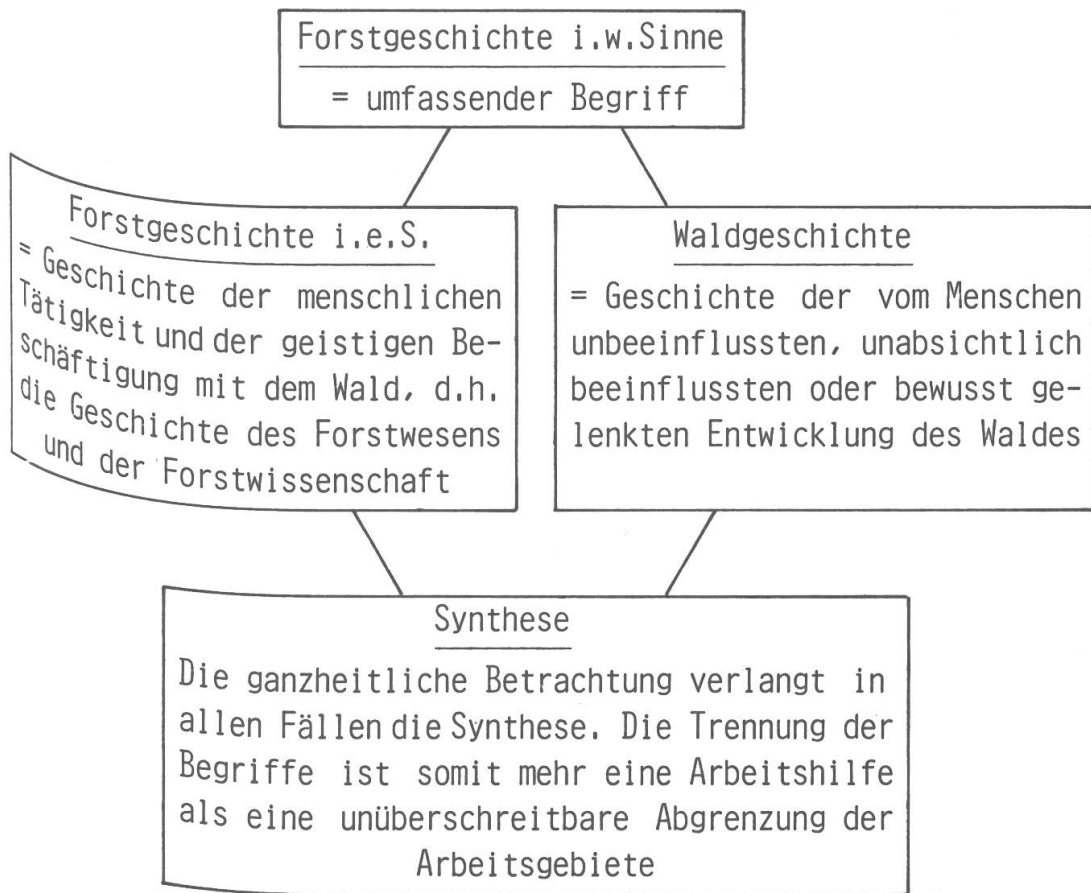 Forstgeschichte i.w.Sinne
= umfassender Begriff
Forstgeschichte i.e.S.
= Geschichte der menschlichen
Tätigkeit und der geistigen Be-
schäftigung mit dem Wald, d.h.
die Geschichte des Forstwesens
und der Forstwissenschaft
Waldgeschichte
= Geschichte der vom Menschen
unbeeinflussten, unabsichtlich
beeinflussten oder bewusst ge-
lenkten Entwicklung des Waldes
Synthese
Die ganzheitliche Betrachtung verlangt in
allen Fällen die Synthese. Die Trennung der
Begriffe ist somit mehr eine Arbeitshilfe
als eine unüberschreitbare Abgrenzung der
Arbeitsgebiete